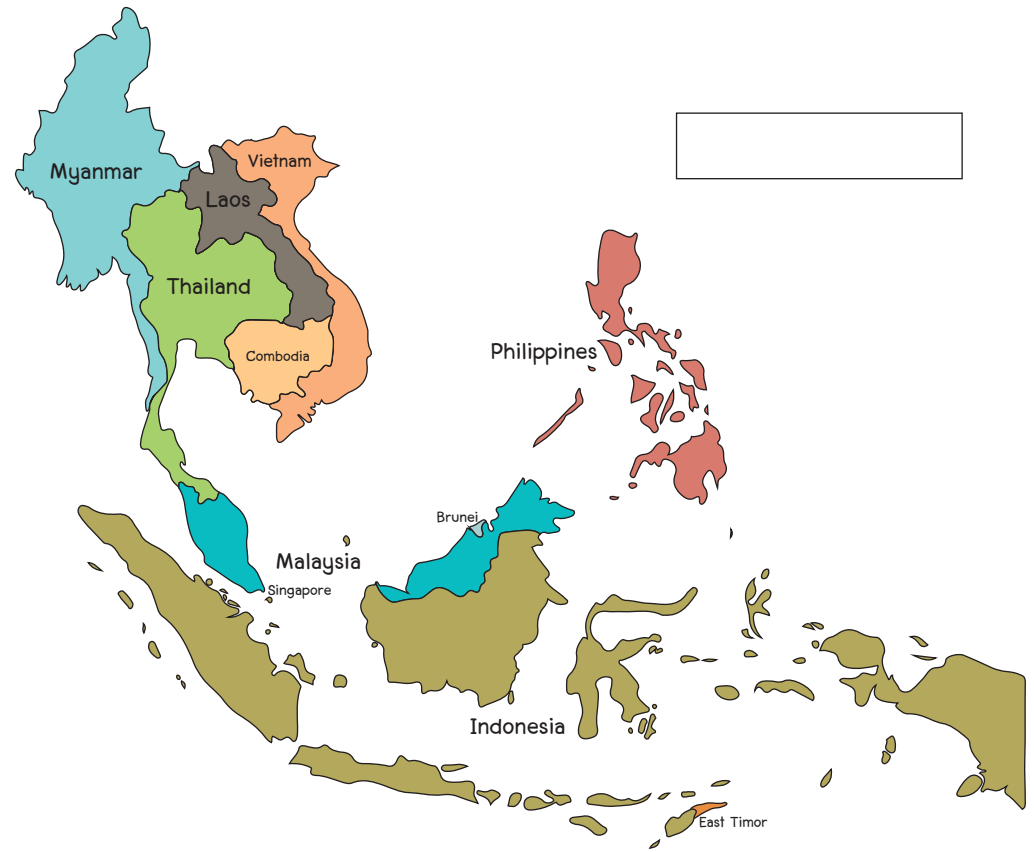 Vietnam
Myanmar
Laos
Thailand
Philippines
Combodia
Brunei
Malaysia
Singapore
Indonesia
East Timor